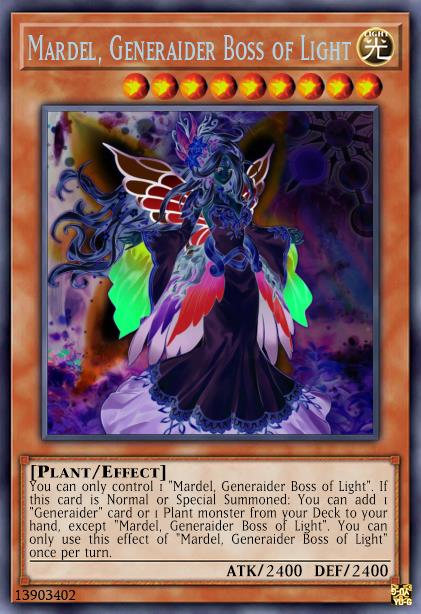 Mardel, Generaider Boss of Light
LIGHT
光
[Plant/Effect]
You can only control 1 "Mardel, Generaider Boss of Light". If
this card is Normal or Special Summoned: You can add 1
"Generaider" card or 1 Plant monster from your Deck to your
hand, except "Mardel, Generaider Boss of Light". You can
only use this effect of "Mardel, Generaider Boss of Light"
once per turn.
ATK/2400 DEF/2400
13903402